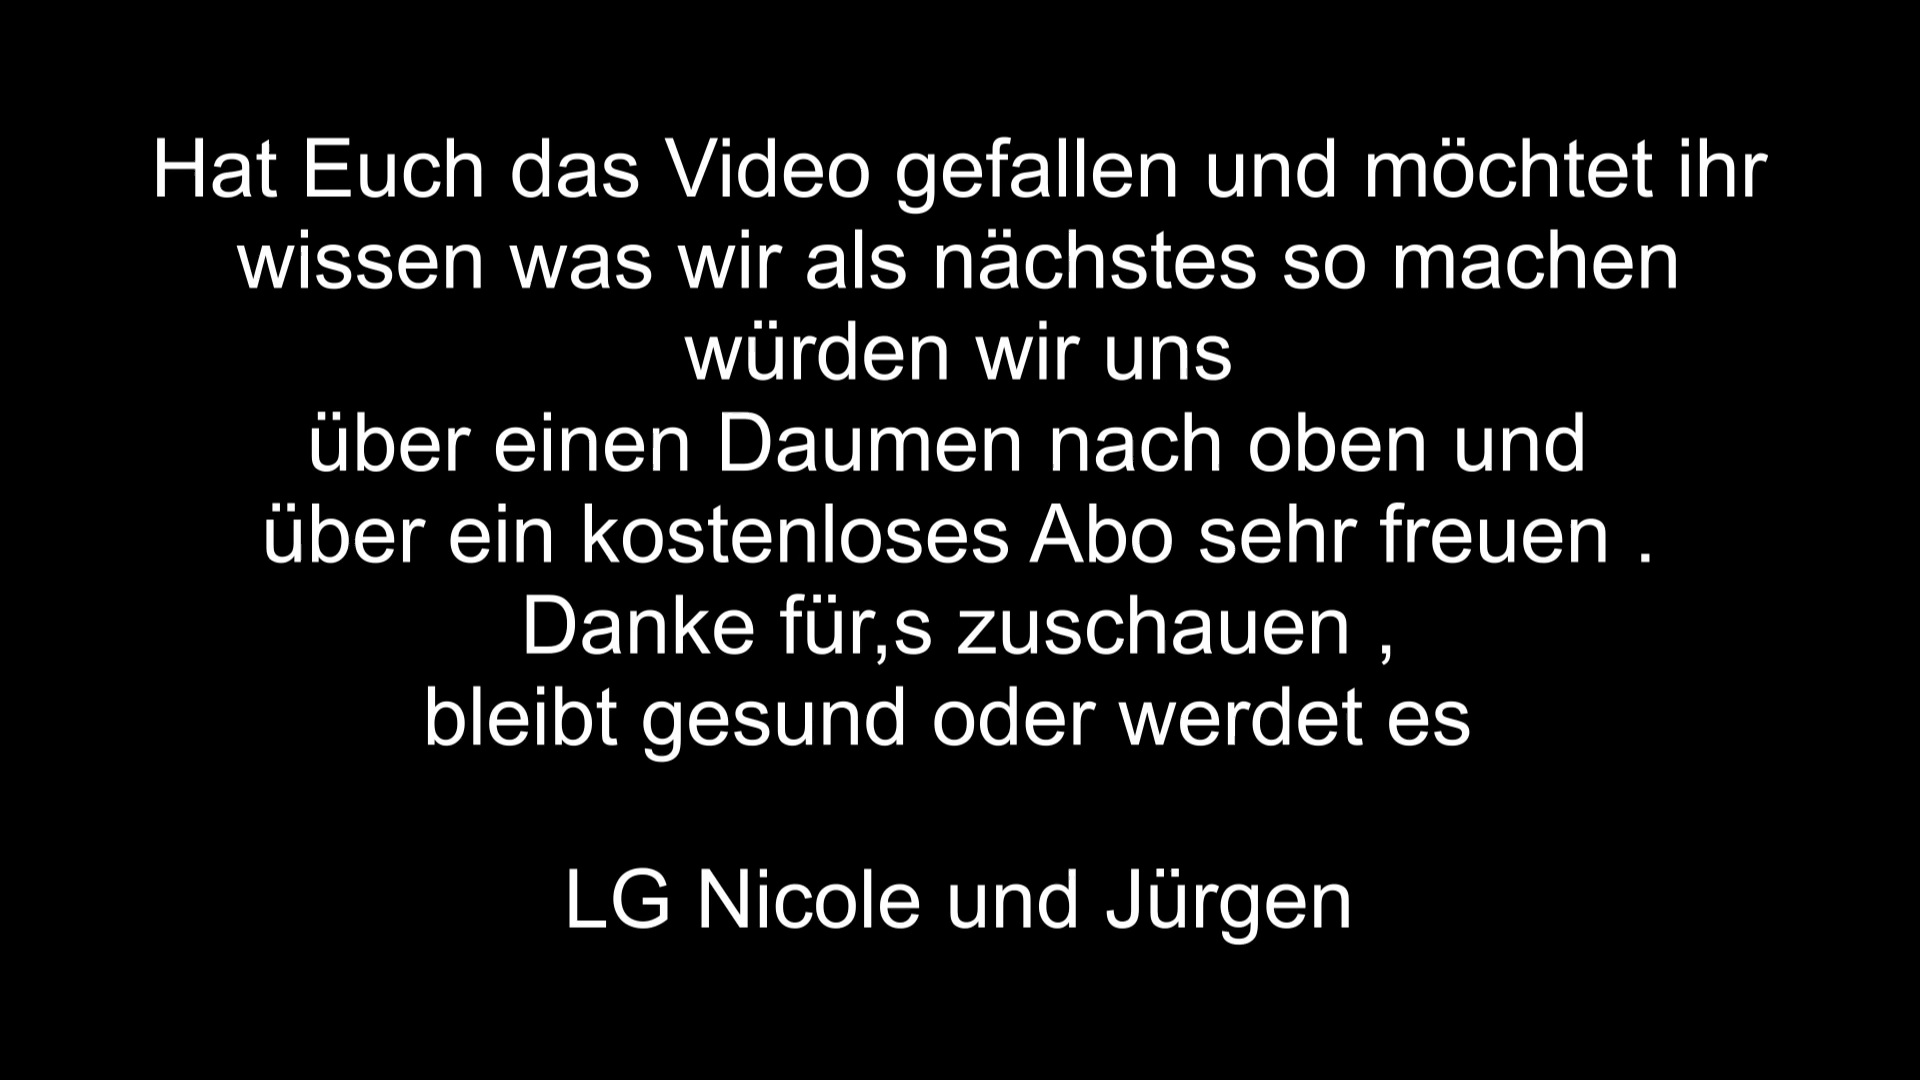 Hat Euch das Video gefallen und möchtet ihr
wissen was wir als nächstes so machen
würden wir uns
über einen Daumen nach oben und
über ein kostenloses Abo sehr freuen .
Danke für,s zuschauen ,
bleibt gesund oder werdet es
LG Nicole und Jürgen